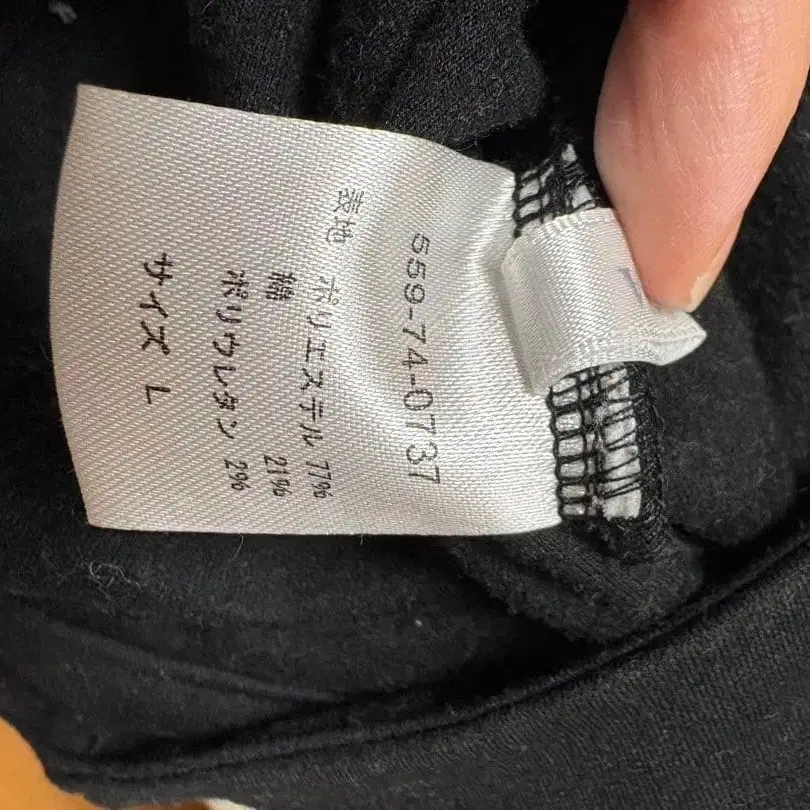 559-74-0737
表地 ポリエステル 77%
綿 21%
ポリウレタン 2%
サイズ L